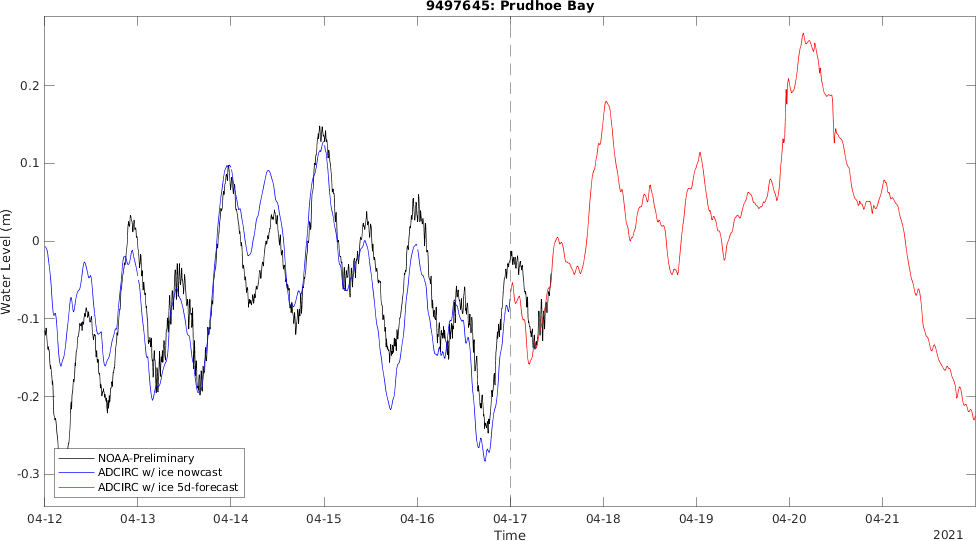 9497645: Prudhoe Bay
Water Level (m)
0.2
0.1
0
-0.1
-0.2
-0.3
NOAA-Preliminary
ADCIRC w/ ice nowcast
ADCIRC w/ ice 5d-forecast
04-12 04-13 04-14 04-15 04-16 04-17 04-18 04-19 04-20 04-21
Time
2021